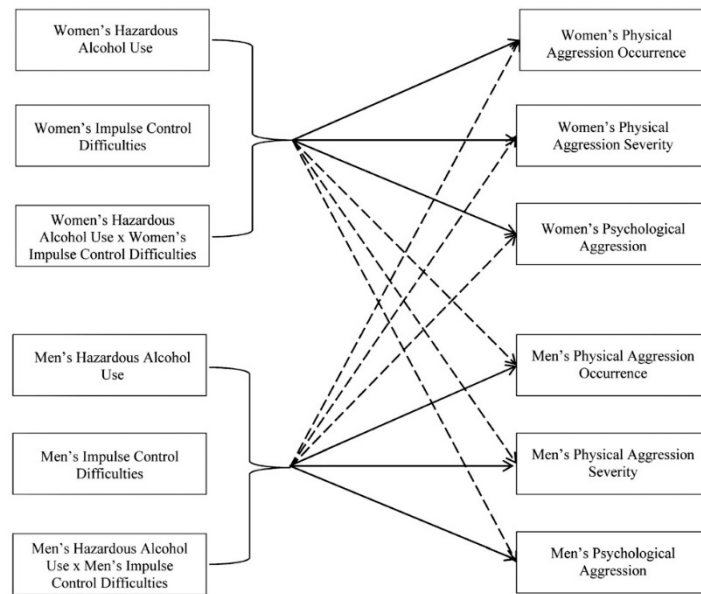 Women's Hazardous
Alcohol Use
Women's Impulse Control
Difficulties
Women's Hazardous
Alcohol Use x Women's
Impulse Control Difficulties
Men's Hazardous Alcohol
Use
Men's Impulse Control
Difficulties
Men's Hazardous Alcohol
Use x Men's Impulse
Control Difficulties
Women's Physical
Aggression Occurrence
Women's Physical
Aggression Severity
Women's Psychological
Aggression
Men's Physical Aggression
Occurrence
Men's Physical Aggression
Severity
Men's Psychological
Aggression